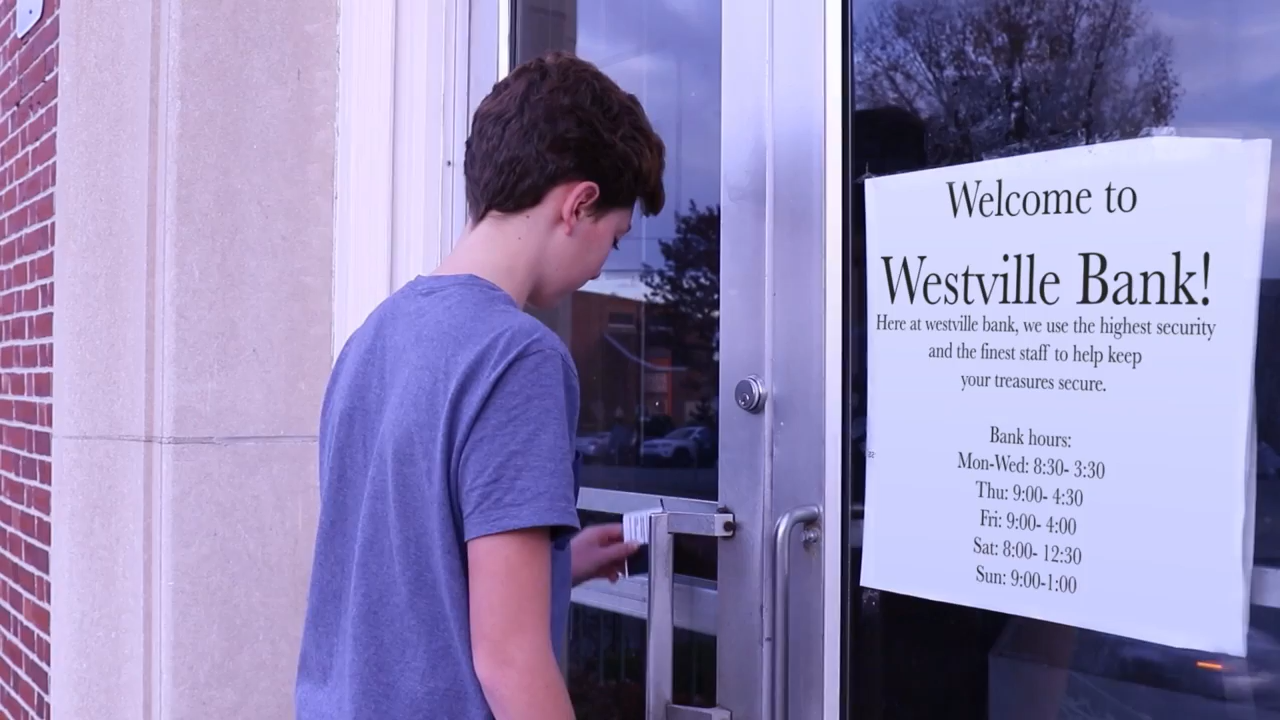 Welcome to
Westville Bank!
Here at westville bank, we use the highest security
and the finest staff to help keep
your treasures secure.
Bank hours:
Mon-Wed: 8:30- 3:30
Thu: 9:00- 4:30
Fri: 9:00- 4:00
Sat: 8:00- 12:30
Sun: 9:00-1:00